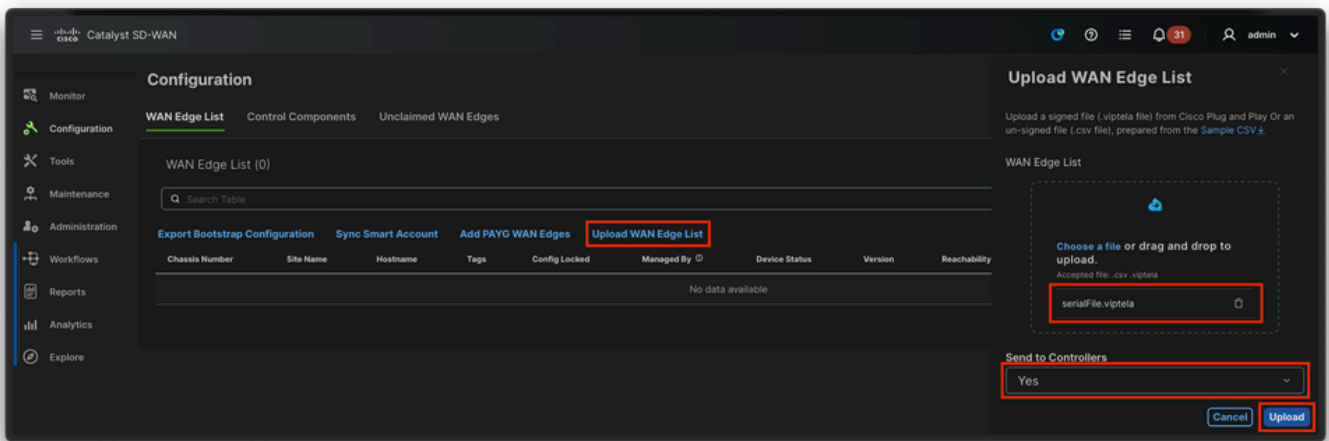 cisco Catalyst SD-WAN
31
admin
Monitor
Configuration
Tools
Maintenance
Administration
Workflows
Reports
Analytics
Explore
Configuration
WAN Edge List Control Components Unclaimed WAN Edges
WAN Edge List (0)
Search Table
Export Bootstrap Configuration Sync Smart Account Add PAYG WAN Edges Upload WAN Edge List
Chassis Number Site Name Hostname Tags Config Locked Managed By Device Status Version Reachability
No data available
Upload WAN Edge List
Upload a signed file (.viptela file) from Cisco Plug and Play Or an
un-signed file (.csv file), prepared from the Sample CSV
WAN Edge List
Choose a file or drag and drop to
upload.
Accepted file: .csv .viptela
serialFile.viptela
Send to Controllers
Yes
Cancel Upload